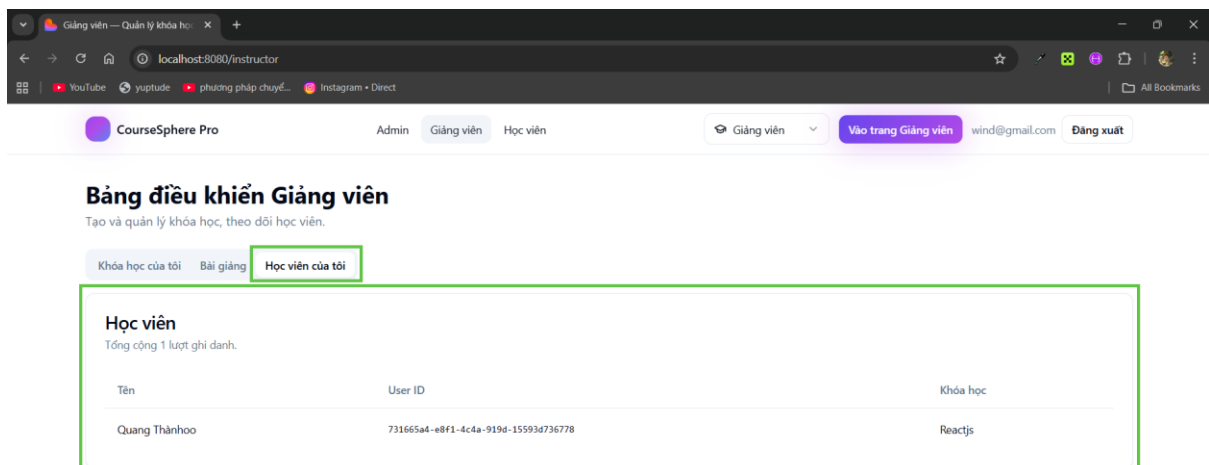 Giảng viên — Quản lý khóa học
localhost:8080/instructor
YouTube yuptude phương pháp chuyể... Instagram • Direct All Bookmarks
CourseSphere Pro Admin Giảng viên Học viên Giảng viên Vào trang Giảng viên wind@gmail.com Đăng xuất
Bảng điều khiển Giảng viên
Tạo và quản lý khóa học, theo dõi học viên.
Khóa học của tôi Bài giảng Học viên của tôi
Học viên
Tổng cộng 1 lượt ghi danh.
Tên User ID Khóa học
Quang Thànhoo 731665a4-e8f1-4c4a-919d-15593d736778 Reactjs